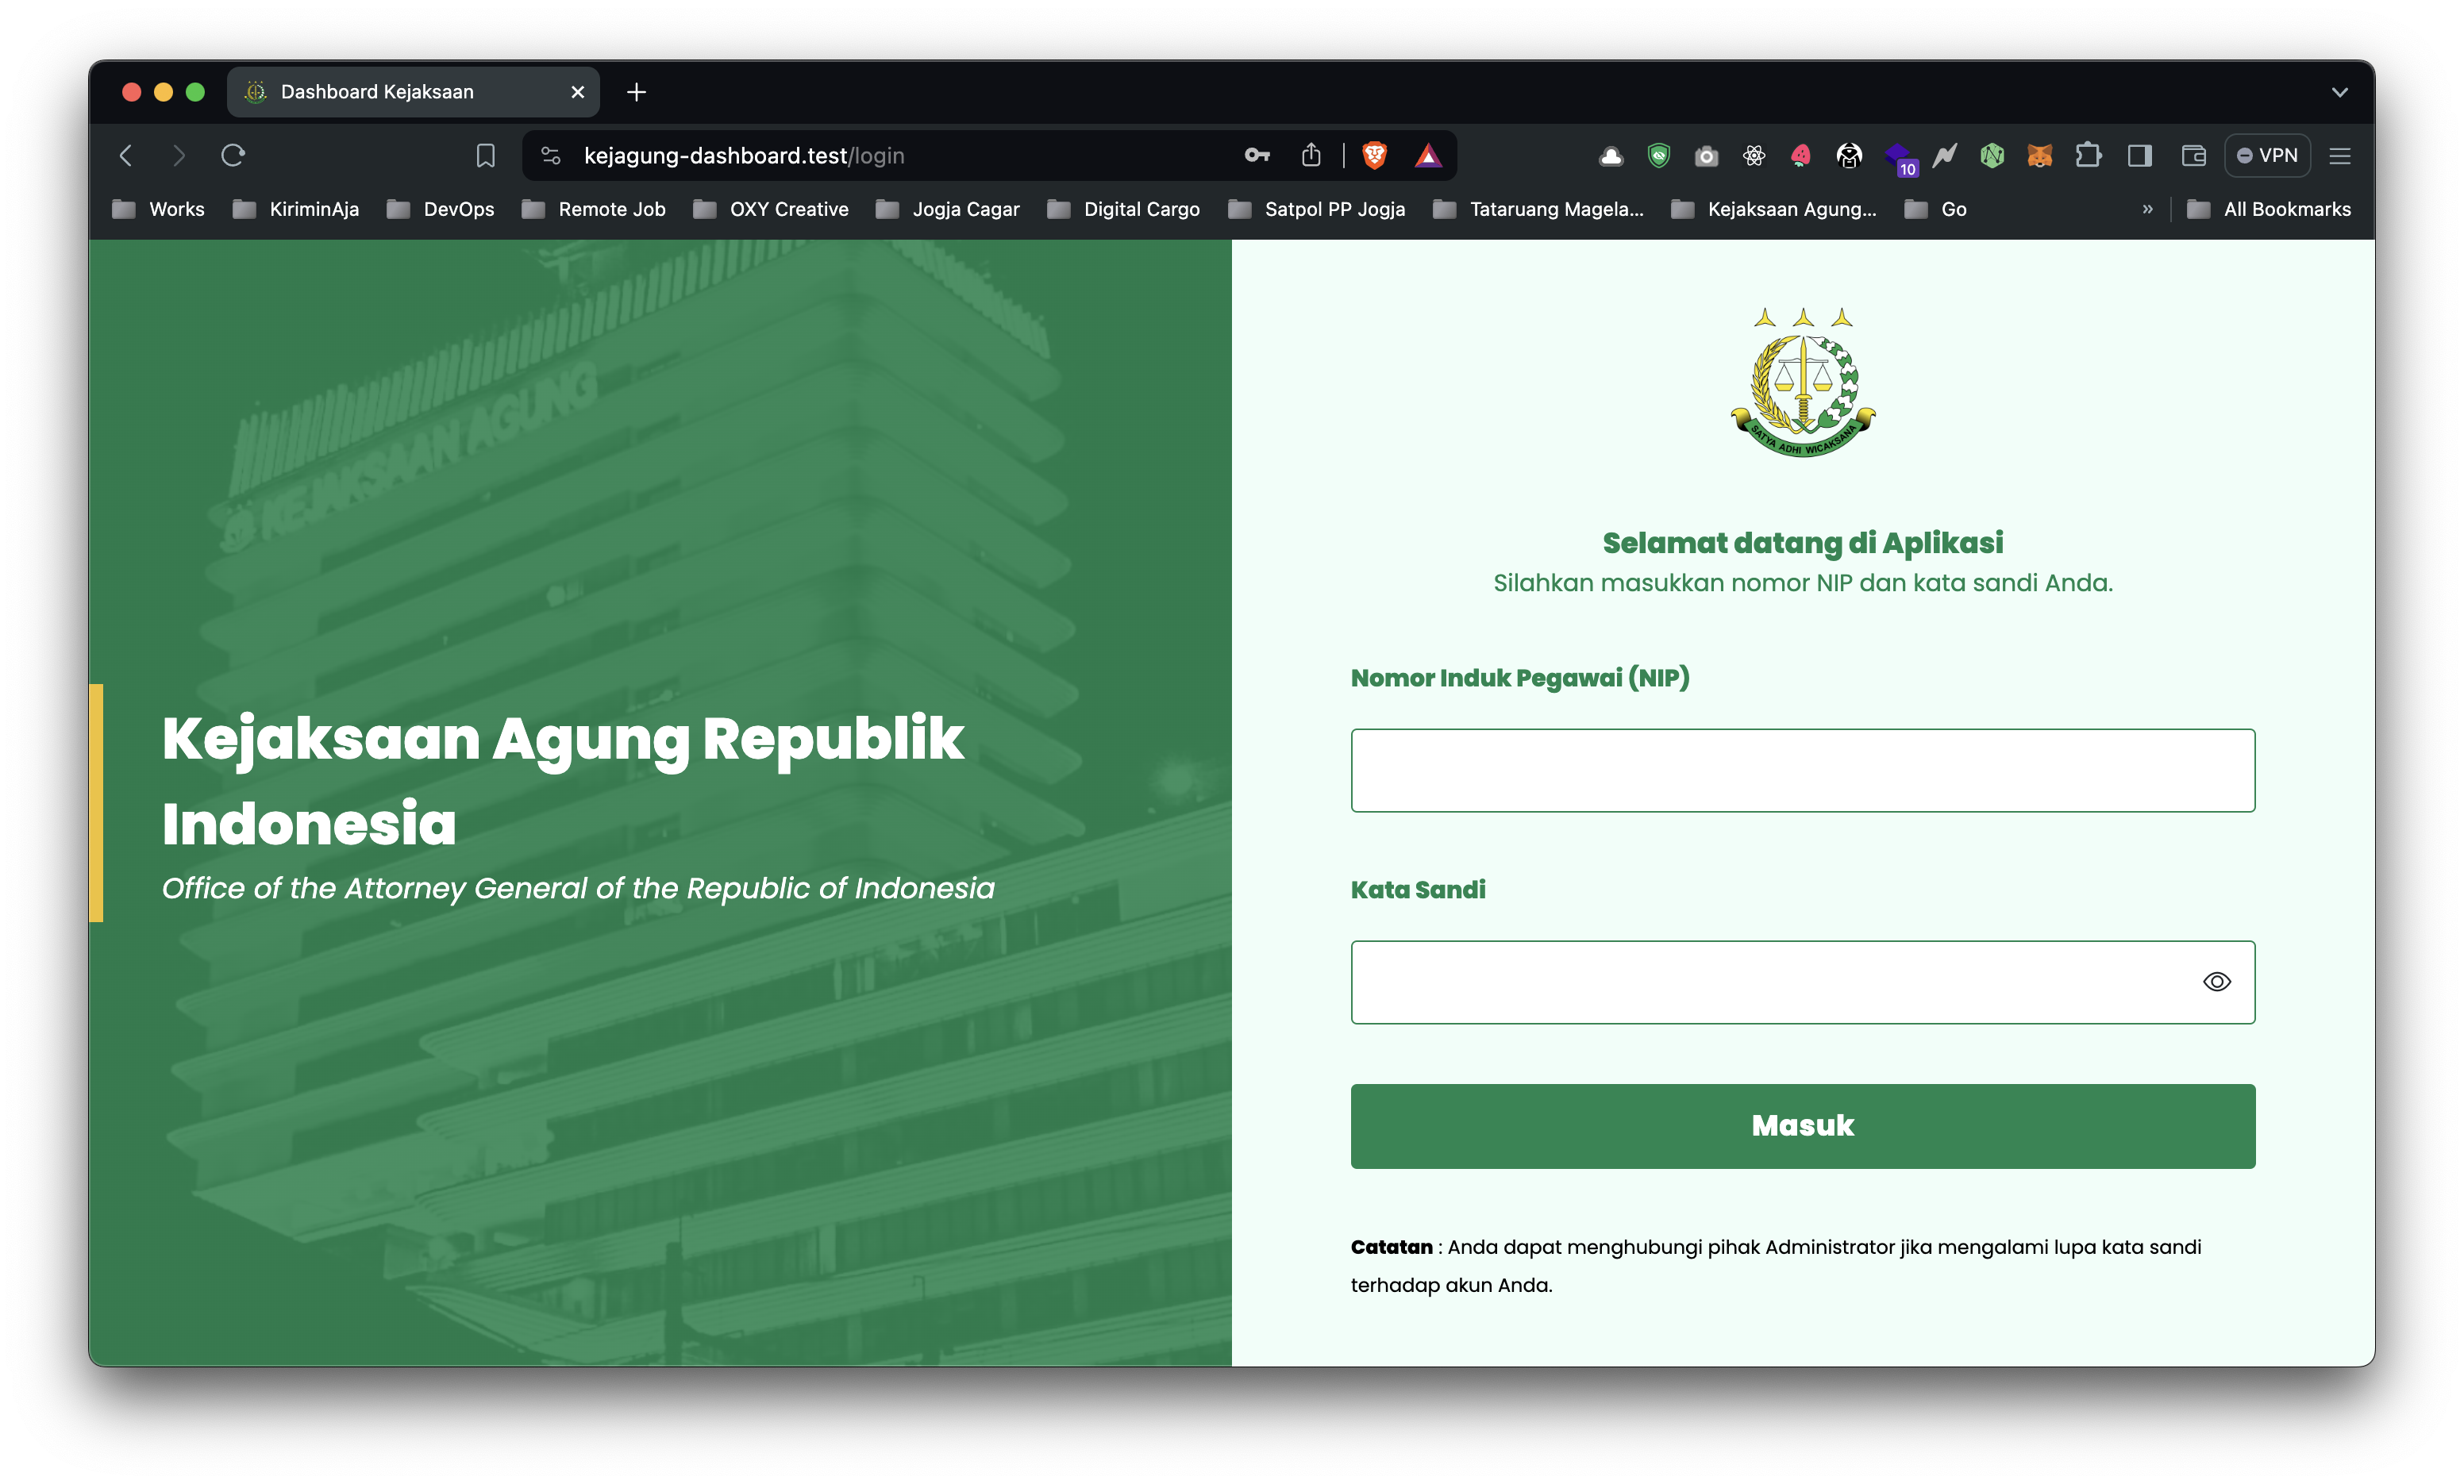 Dashboard Kejaksaan
kejagung-dashboard.test/login
10
VPN
Works
KiriminAja
DevOps
Remote Job
OXY Creative
Jogja Cagar
Digital Cargo
Satpol PP Jogja
Tataruang Magela...
Kejaksaan Agung...
Go
»
All Bookmarks
KEJAKSAAN AGUNG
Kejaksaan Agung Republik
Indonesia
Office of the Attorney General of the Republic of Indonesia
SATYA ADHI WICAKSANA
Selamat datang di Aplikasi
Silahkan masukkan nomor NIP dan kata sandi Anda.
Nomor Induk Pegawai (NIP)
Kata Sandi
Masuk
Catatan : Anda dapat menghubungi pihak Administrator jika mengalami lupa kata sandi
terhadap akun Anda.